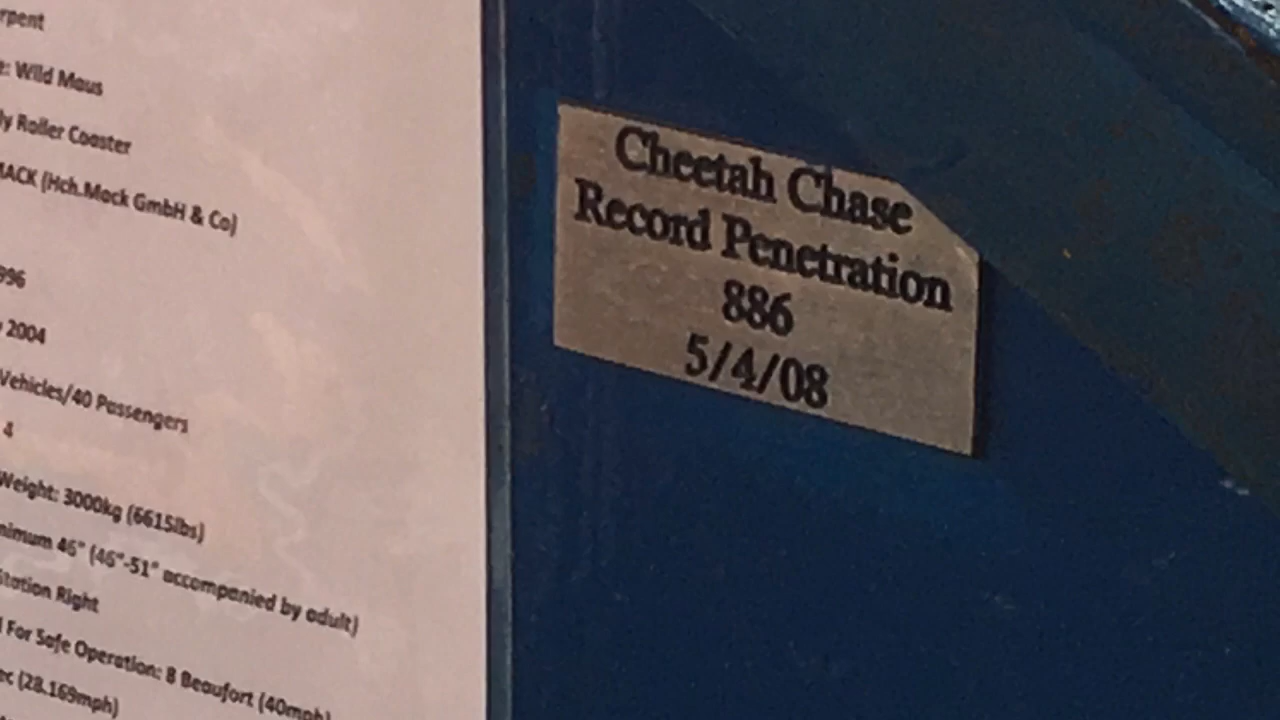 rpent
e: Wild Maus
ly Roller Coaster
MACK (Hch.Mack GmbH & Co)
996
2004
Vehicles/40 Passengers
4
Weight: 3000kg (6615lbs)
nimum 46" (46"-51" accompanied by adult)
Station Right
For Safe Operation: 8 Beaufort (40mph)
ec (28.169mph)
Cheetah Chase
Record Penetration
886
5/4/08